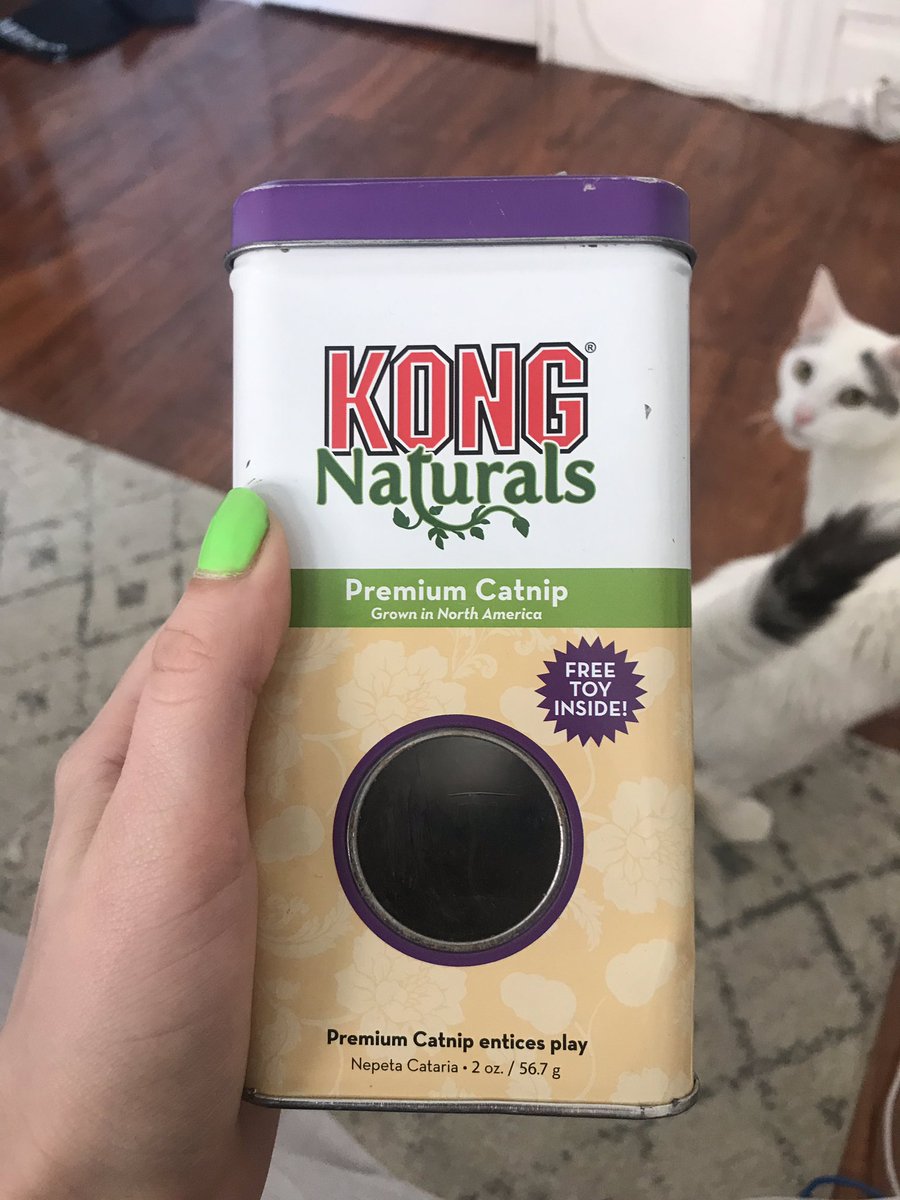 KONG®
Naturals
Premium Catnip
Grown in North America
FREE
TOY
INSIDE!
Premium Catnip entices play
Nepeta Cataria • 2 oz. / 56.7 g